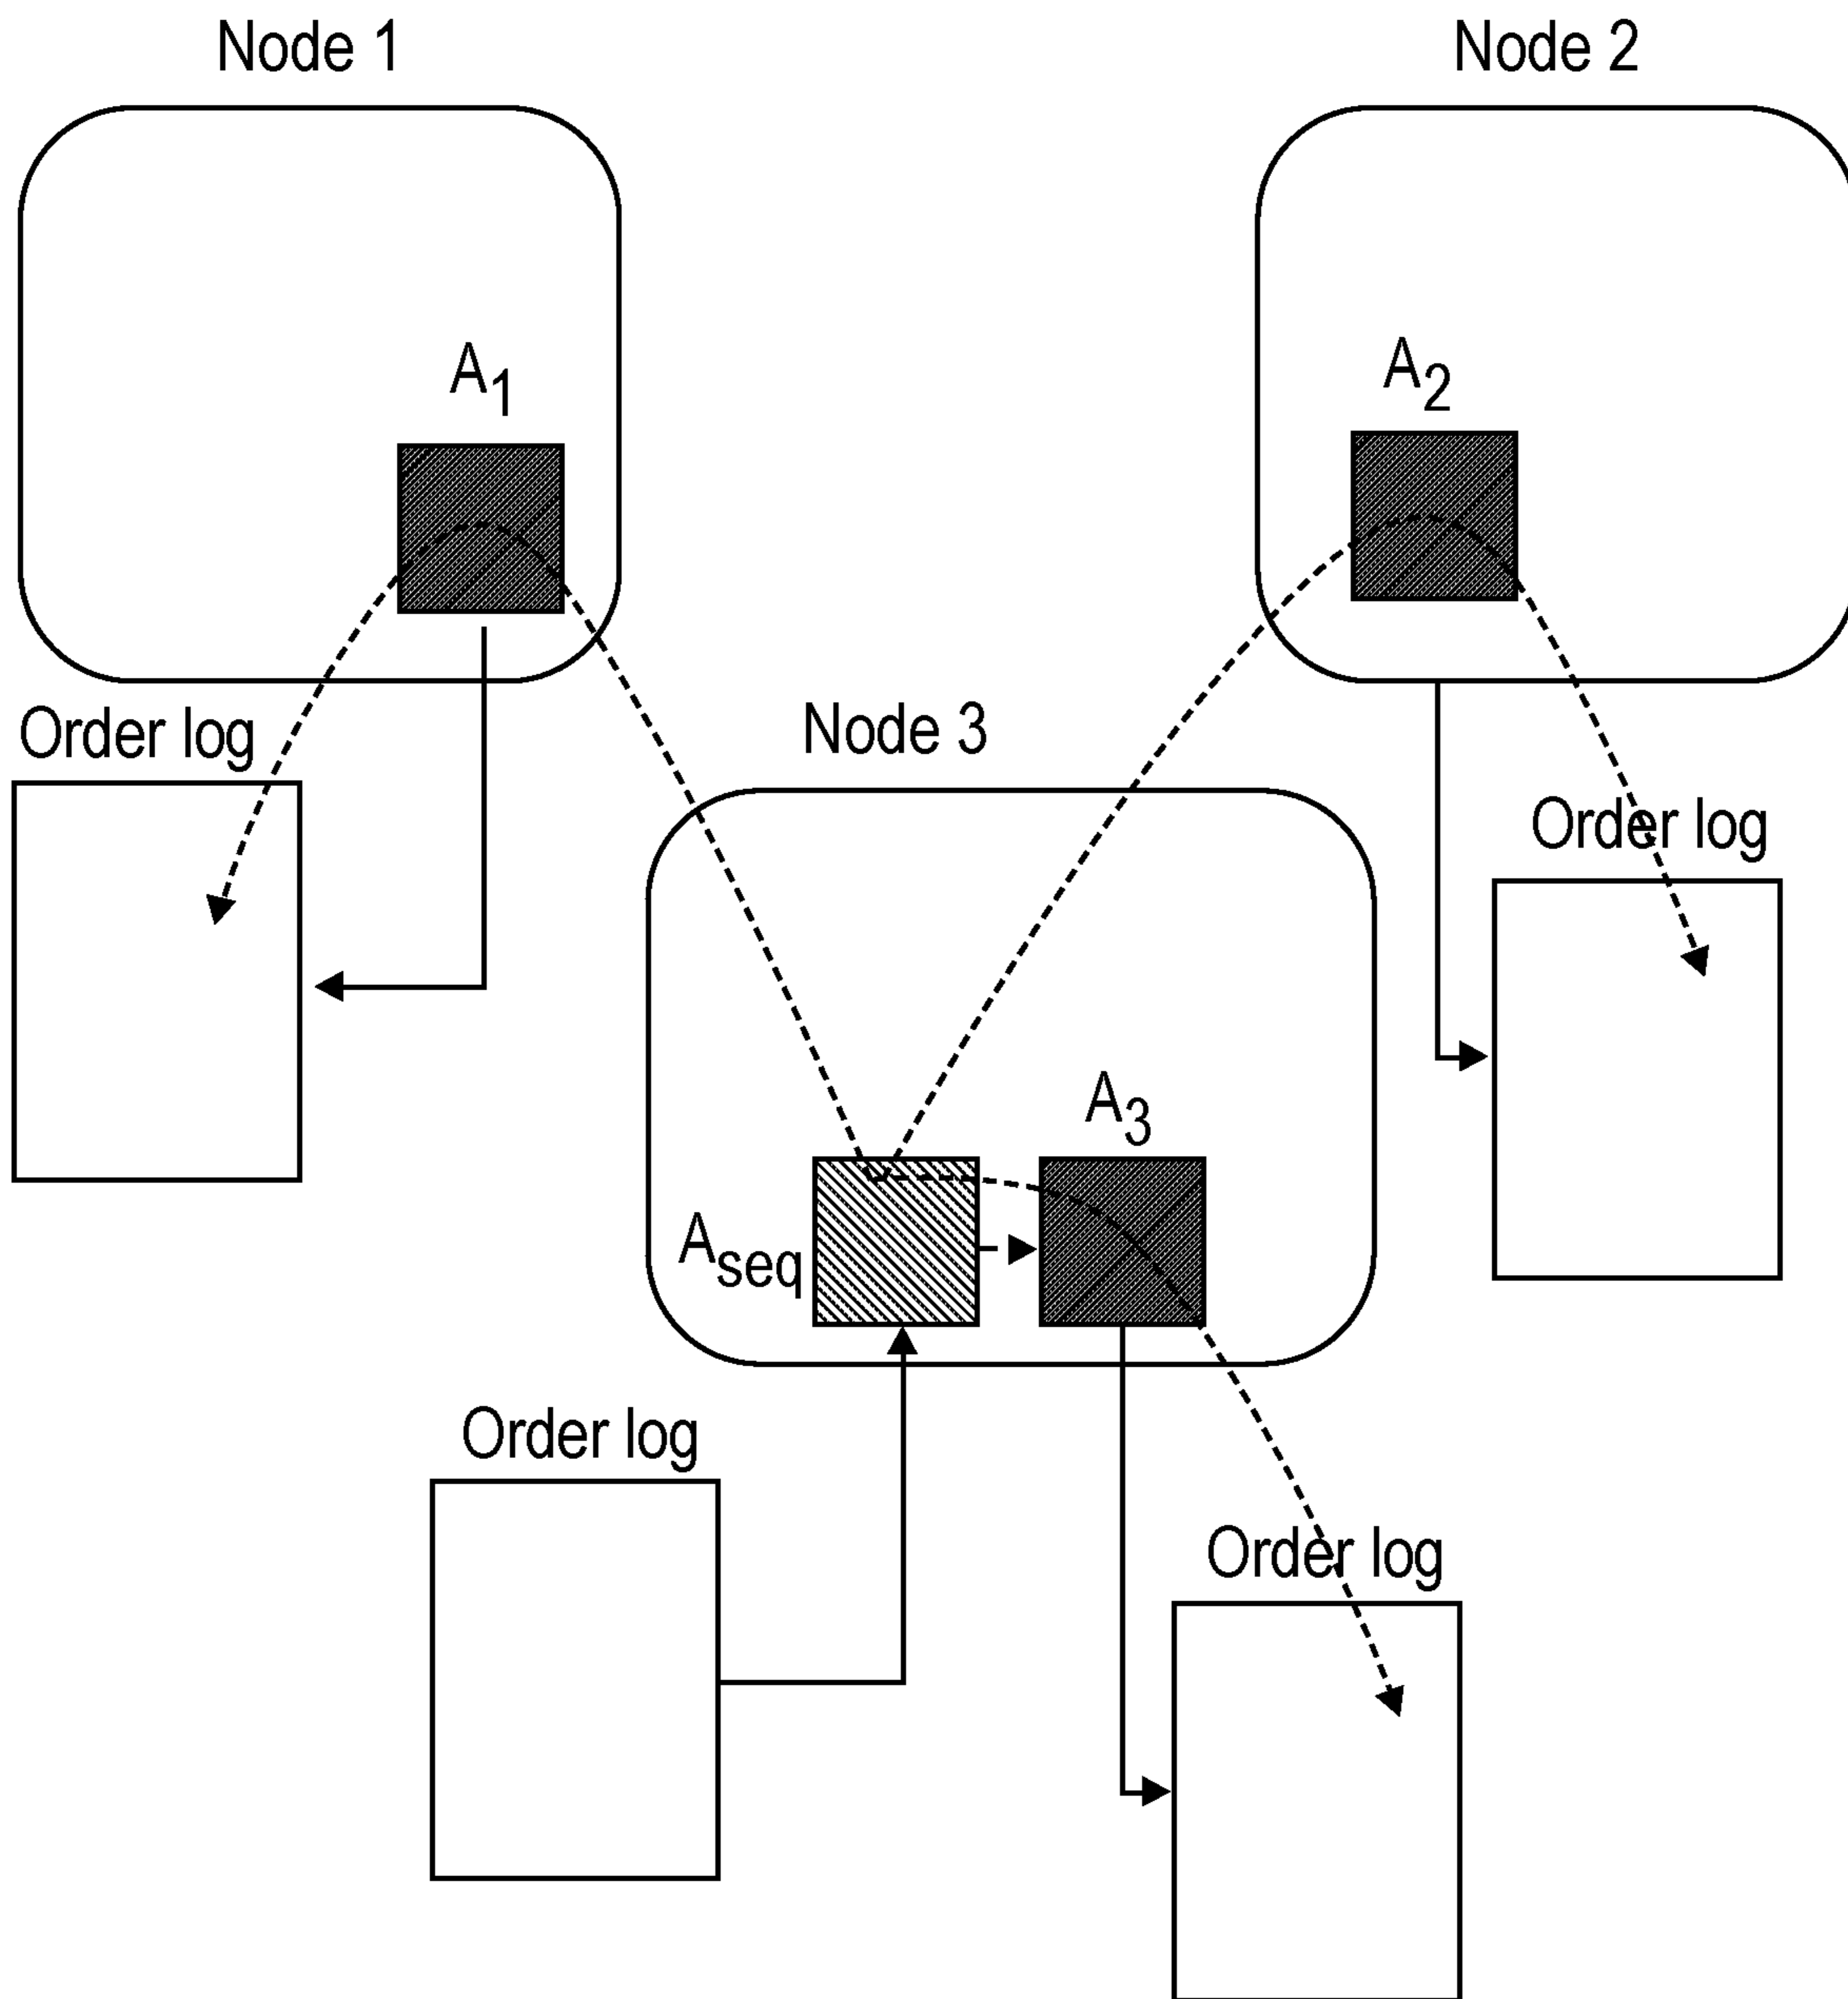 Node 1
Node 2
A1
A2
Order log
Node 3
Order log
A3
Aseq
Order log
Order log